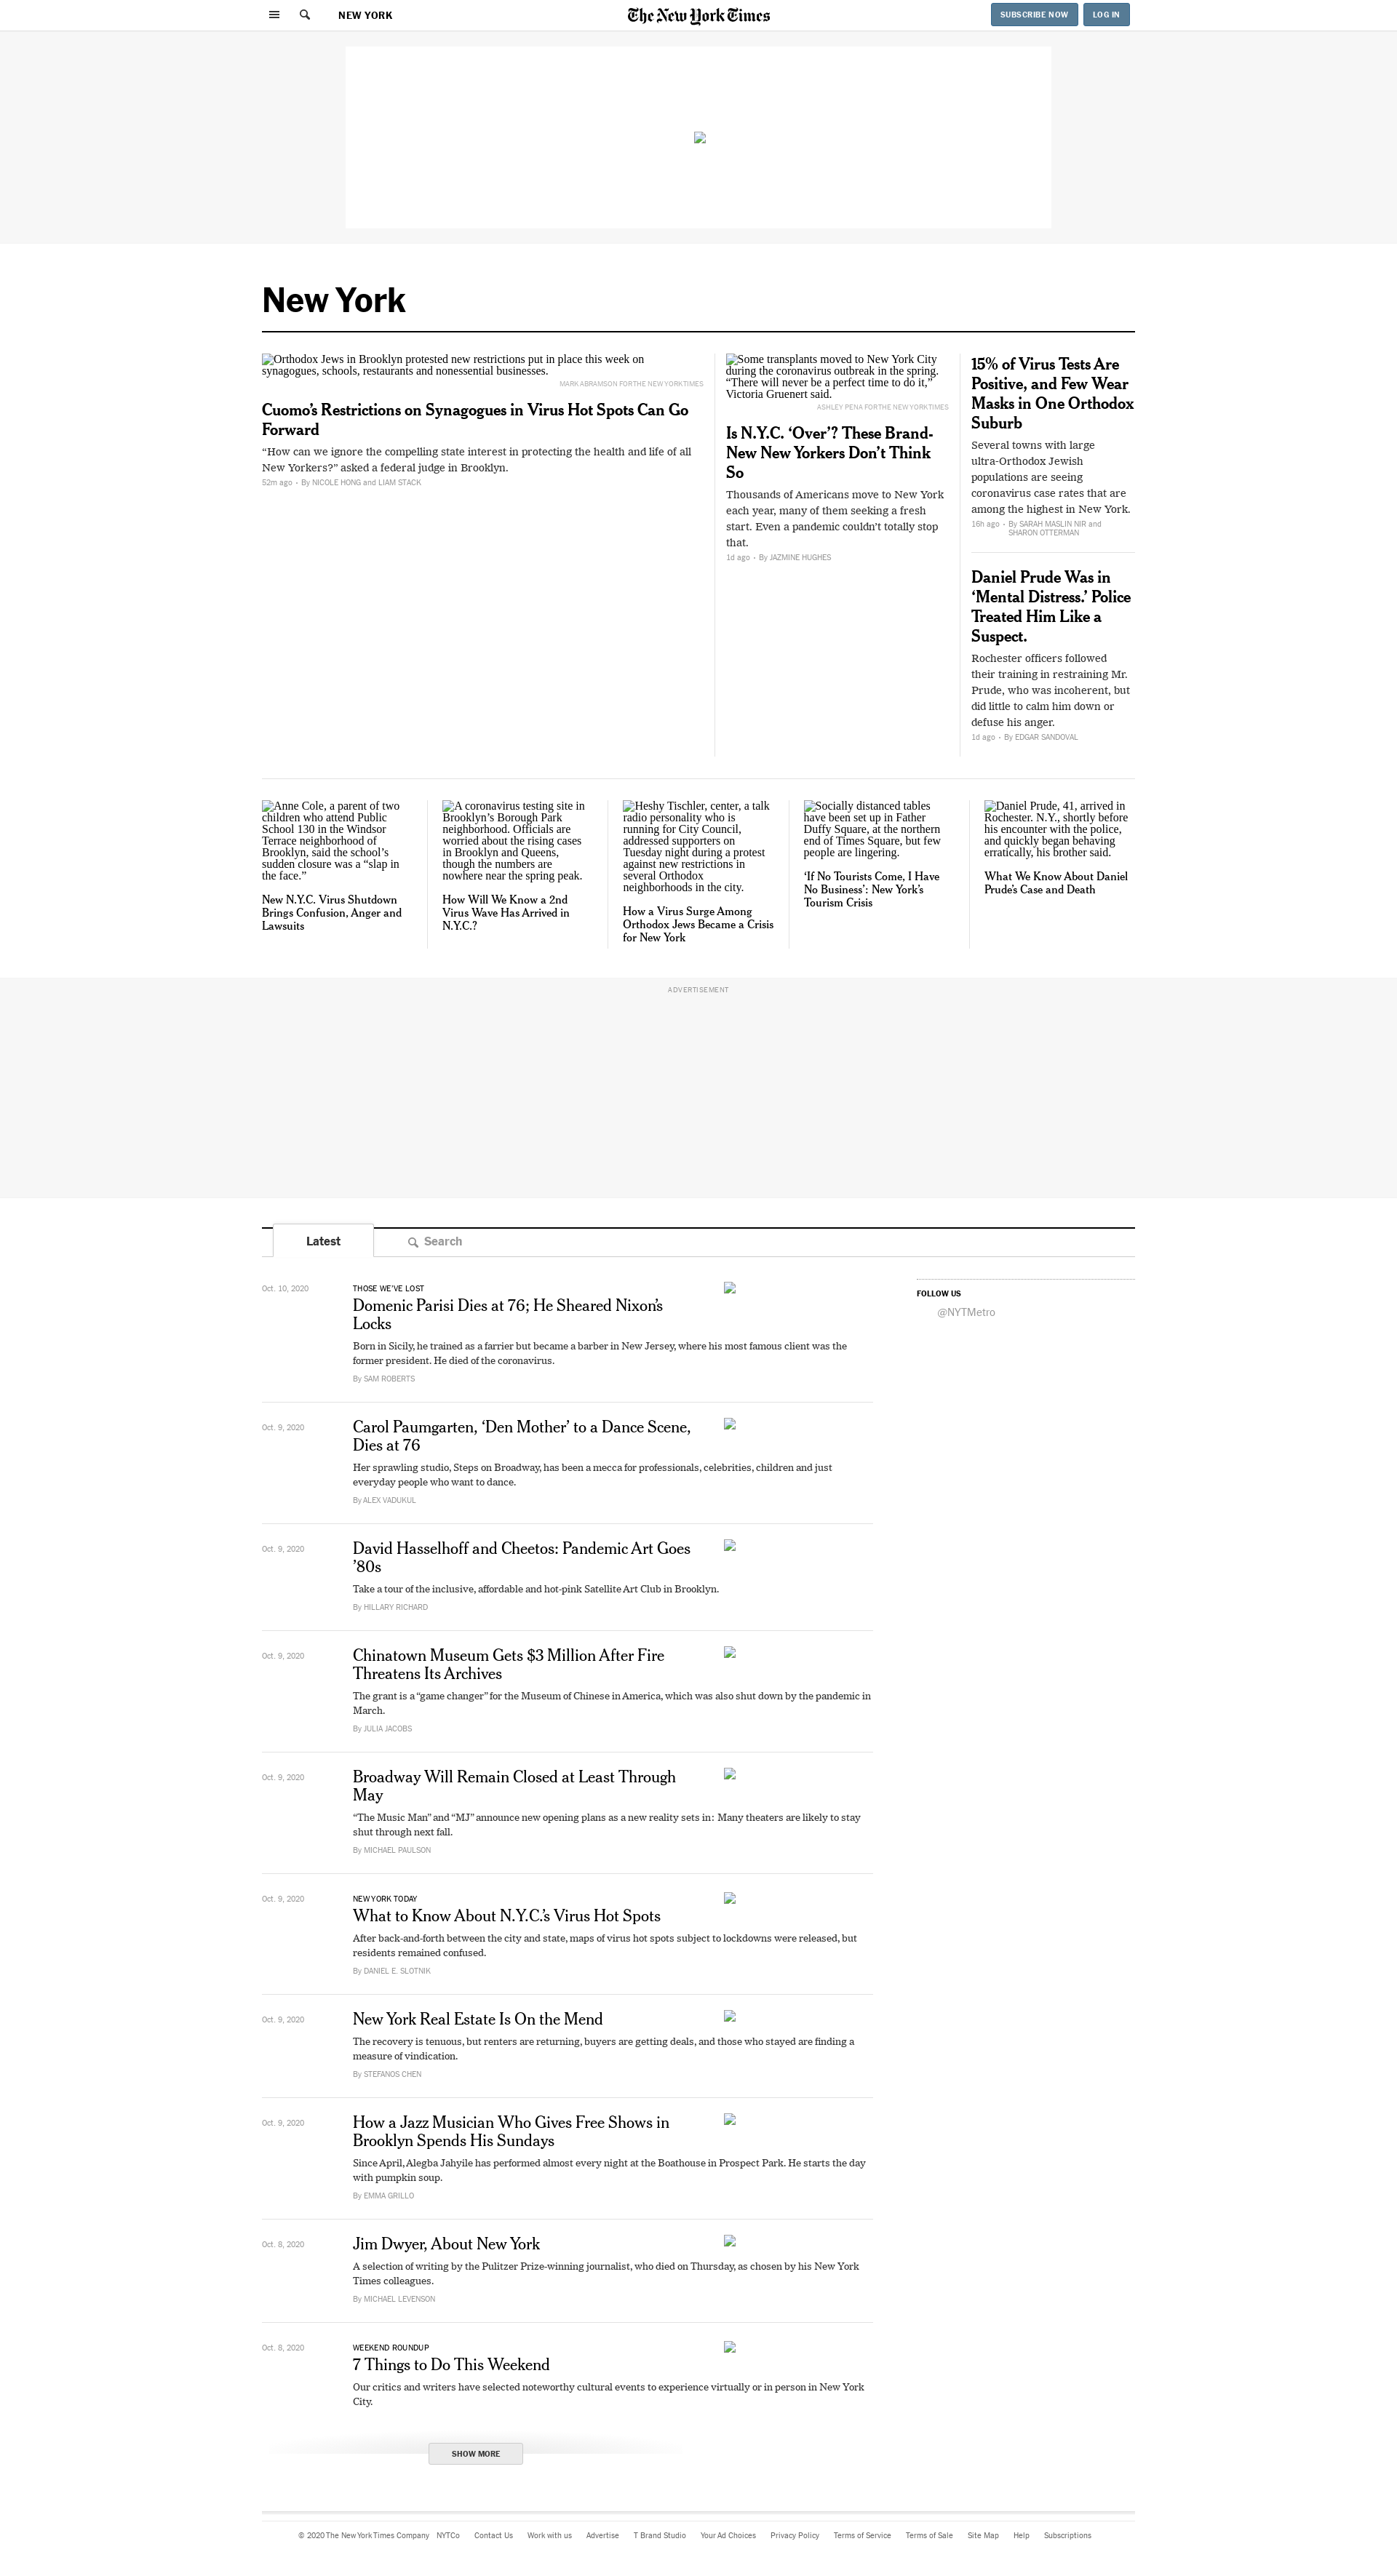 NEW YORK
The New York Times
SUBSCRIBE NOW
LOG IN
New York
Orthodox Jews in Brooklyn protested new restrictions put in place this week on
synagogues, schools, restaurants and nonessential businesses.
MARK ABRAMSON FOR THE NEW YORK TIMES
Cuomo’s Restrictions on Synagogues in Virus Hot Spots Can Go
Forward
“How can we ignore the compelling state interest in protecting the health and life of all
New Yorkers?” asked a federal judge in Brooklyn.
52m ago • By NICOLE HONG and LIAM STACK
Some transplants moved to New York City
during the coronavirus outbreak in the spring.
“There will never be a perfect time to do it,”
Victoria Gruenert said.
ASHLEY PENA FOR THE NEW YORK TIMES
Is N.Y.C. ‘Over’? These Brand-
New New Yorkers Don’t Think
So
Thousands of Americans move to New York
each year, many of them seeking a fresh
start. Even a pandemic couldn’t totally stop
that.
1d ago • By JAZMINE HUGHES
15% of Virus Tests Are
Positive, and Few Wear
Masks in One Orthodox
Suburb
Several towns with large
ultra-Orthodox Jewish
populations are seeing
coronavirus case rates that are
among the highest in New York.
16h ago • By SARAH MASLIN NIR and
SHARON OTTERMAN
Daniel Prude Was in
‘Mental Distress.’ Police
Treated Him Like a
Suspect.
Rochester officers followed
their training in restraining Mr.
Prude, who was incoherent, but
did little to calm him down or
defuse his anger.
1d ago • By EDGAR SANDOVAL
Anne Cole, a parent of two
children who attend Public
School 130 in the Windsor
Terrace neighborhood of
Brooklyn, said the school’s
sudden closure was a “slap in
the face.”
New N.Y.C. Virus Shutdown
Brings Confusion, Anger and
Lawsuits
A coronavirus testing site in
Brooklyn’s Borough Park
neighborhood. Officials are
worried about the rising cases
in Brooklyn and Queens,
though the numbers are
nowhere near the spring peak.
How Will We Know a 2nd
Virus Wave Has Arrived in
N.Y.C.?
Heshy Tischler, center, a talk
radio personality who is
running for City Council,
addressed supporters on
Tuesday night during a protest
against new restrictions in
several Orthodox
neighborhoods in the city.
How a Virus Surge Among
Orthodox Jews Became a Crisis
for New York
Socially distanced tables
have been set up in Father
Duffy Square, at the northern
end of Times Square, but few
people are lingering.
‘If No Tourists Come, I Have
No Business’: New York’s
Tourism Crisis
Daniel Prude, 41, arrived in
Rochester. N.Y., shortly before
his encounter with the police,
and quickly began behaving
erratically, his brother said.
What We Know About Daniel
Prude’s Case and Death
ADVERTISEMENT
Latest
Search
Oct. 10, 2020
THOSE WE’VE LOST
Domenic Parisi Dies at 76; He Sheared Nixon’s
Locks
Born in Sicily, he trained as a farrier but became a barber in New Jersey, where his most famous client was the
former president. He died of the coronavirus.
By SAM ROBERTS
FOLLOW US
@NYTMetro
Oct. 9, 2020
Carol Paumgarten, ‘Den Mother’ to a Dance Scene,
Dies at 76
Her sprawling studio, Steps on Broadway, has been a mecca for professionals, celebrities, children and just
everyday people who want to dance.
By ALEX VADUKUL
Oct. 9, 2020
David Hasselhoff and Cheetos: Pandemic Art Goes
’80s
Take a tour of the inclusive, affordable and hot-pink Satellite Art Club in Brooklyn.
By HILLARY RICHARD
Oct. 9, 2020
Chinatown Museum Gets $3 Million After Fire
Threatens Its Archives
The grant is a “game changer” for the Museum of Chinese in America, which was also shut down by the pandemic in
March.
By JULIA JACOBS
Oct. 9, 2020
Broadway Will Remain Closed at Least Through
May
“The Music Man” and “MJ” announce new opening plans as a new reality sets in: Many theaters are likely to stay
shut through next fall.
By MICHAEL PAULSON
Oct. 9, 2020
NEW YORK TODAY
What to Know About N.Y.C.’s Virus Hot Spots
After back-and-forth between the city and state, maps of virus hot spots subject to lockdowns were released, but
residents remained confused.
By DANIEL E. SLOTNIK
Oct. 9, 2020
New York Real Estate Is On the Mend
The recovery is tenuous, but renters are returning, buyers are getting deals, and those who stayed are finding a
measure of vindication.
By STEFANOS CHEN
Oct. 9, 2020
How a Jazz Musician Who Gives Free Shows in
Brooklyn Spends His Sundays
Since April, Alegba Jahyile has performed almost every night at the Boathouse in Prospect Park. He starts the day
with pumpkin soup.
By EMMA GRILLO
Oct. 8, 2020
Jim Dwyer, About New York
A selection of writing by the Pulitzer Prize-winning journalist, who died on Thursday, as chosen by his New York
Times colleagues.
By MICHAEL LEVENSON
Oct. 8, 2020
WEEKEND ROUNDUP
7 Things to Do This Weekend
Our critics and writers have selected noteworthy cultural events to experience virtually or in person in New York
City.
SHOW MORE
© 2020 The New York Times Company NYTCo Contact Us Work with us Advertise T Brand Studio Your Ad Choices Privacy Policy Terms of Service Terms of Sale Site Map Help Subscriptions